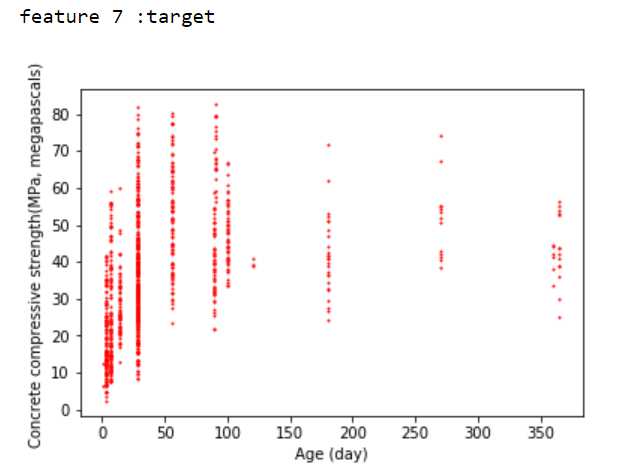 feature 7 :target
Concrete compressive strength(MPa, megapascals)
80
70
60
50
40
30
20
10
0
0 50 100 150 200 250 300 350
Age (day)